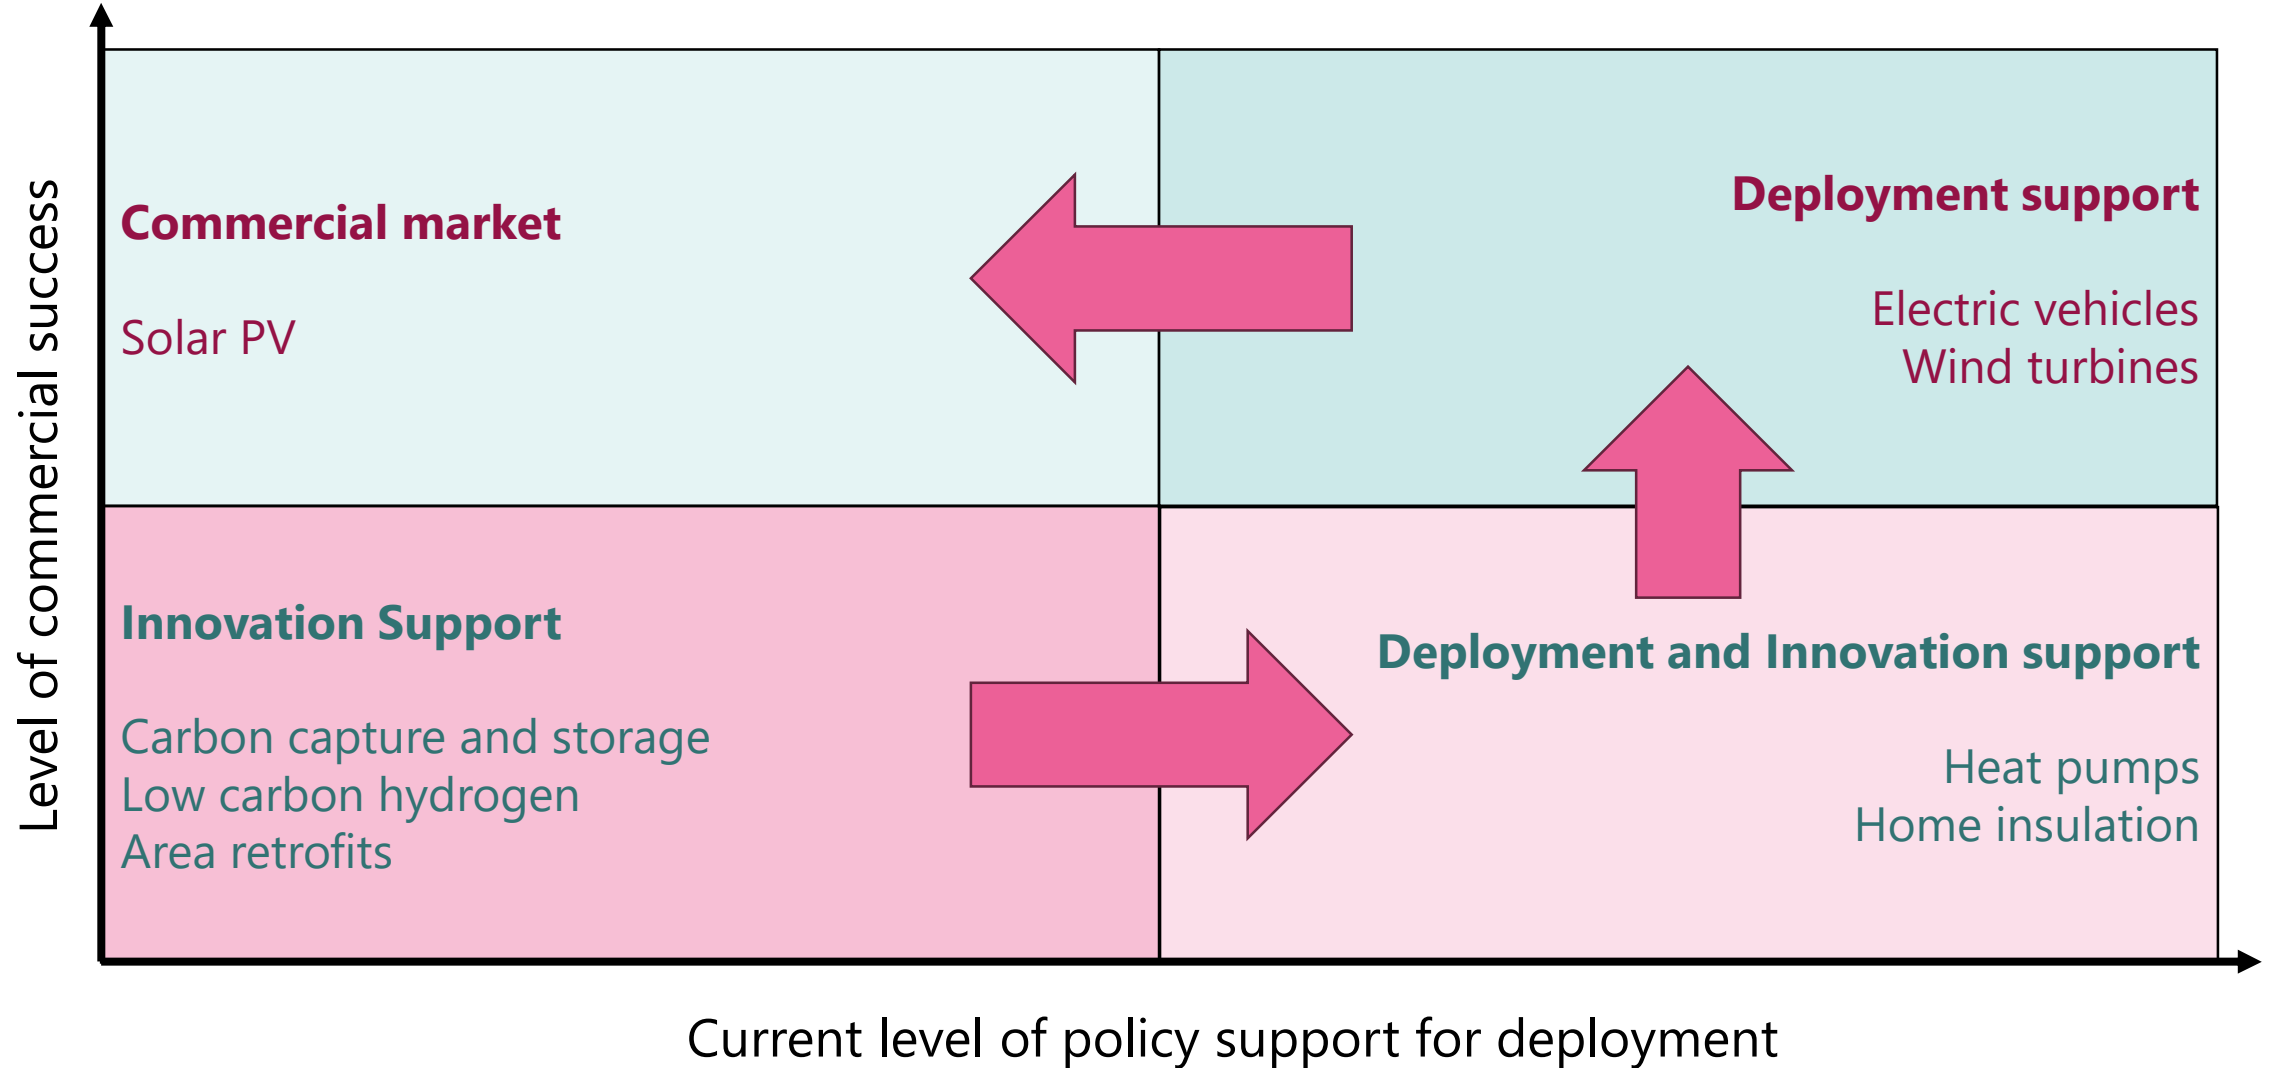 Level of commercial success
Commercial market
Solar PV
Deployment support
Electric vehicles
Wind turbines
Innovation Support
Carbon capture and storage
Low carbon hydrogen
Area retrofits
Deployment and Innovation support
Heat pumps
Home insulation
Current level of policy support for deployment